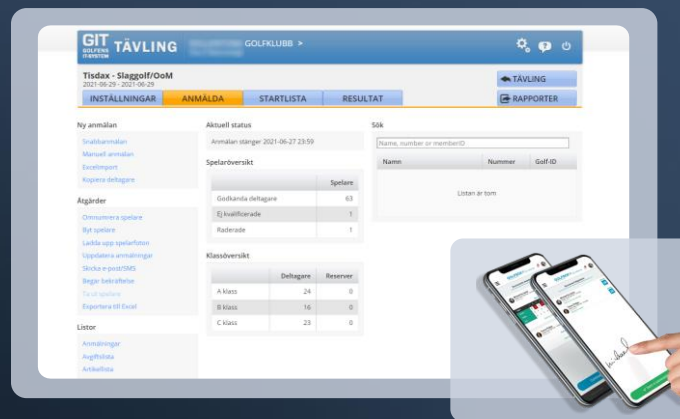 GIT
GOLFENS
IT-SYSTEM
TÄVLING
GOLFKLUBB >
Tisdax - Slaggolf/OoM
2021-06-29 - 2021-06-29
TÄVLING
INSTÄLLNINGAR
ANMÄLDA
STARTLISTA
RESULTAT
RAPPORTER
Ny anmälan
Snabbanmälan
Manuell anmälan
Excelimport
Kopiera deltagare
Åtgärder
Omnumrera spelare
Byt spelare
Ladda upp spelarfoton
Uppdatera anmälningar
Skicka e-post/SMS
Begär bekräftelse
Ta ut spelare
Exportera till Excel
Listor
Anmälningar
Avgiftslista
Artikellista
Aktuell status
Anmälan stänger 2021-06-27 23:59
Spelaröversikt
Spelare
Godkända deltagare 63
Ej kvalificerade 1
Raderade 1
Klassöversikt
Deltagare Reserver
A klass 24 0
B klass 16 0
C klass 23 0
Sök
Name, number or memberID
Namn Nummer Golf-ID
Listan är tom